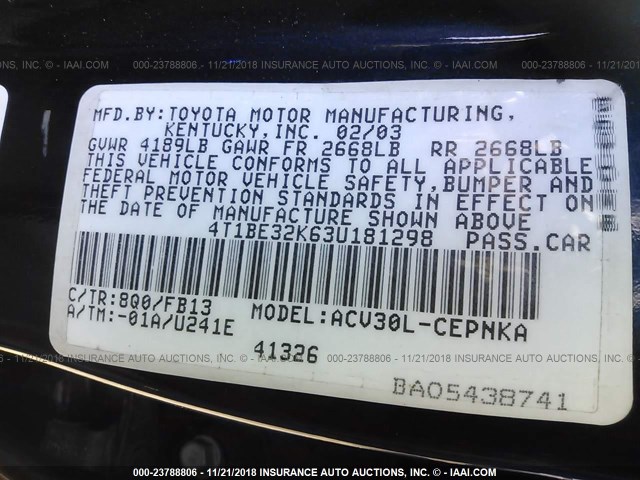 MFD.BY:TOYOTA MOTOR MANUFACTURING,
KENTUCKY,INC. 02/03
GVWR 4189LB GAWR FR 2668LB RR 2668LB
THIS VEHICLE CONFORMS TO ALL APPLICABLE
FEDERAL MOTOR VEHICLE SAFETY,BUMPER AND
THEFT PREVENTION STANDARDS IN EFFECT ON
THE DATE OF MANUFACTURE SHOWN ABOVE
4T1BE32K63U181298 PASS.CAR
C/TR:8Q0/FB13 MODEL:ACV30L-CEPNKA
A/TM:-01A/U241E
41326
BA05438741
INC. - IAAI.COM 000-23788806 - 11/21/2018 INSURANCE AUTO AUCTIONS, INC. - IAAI.COM 000-23788806
000-23788806 - 11/21/2018 INSURANCE AUTO AUCTIONS, INC. - IAAI.COM